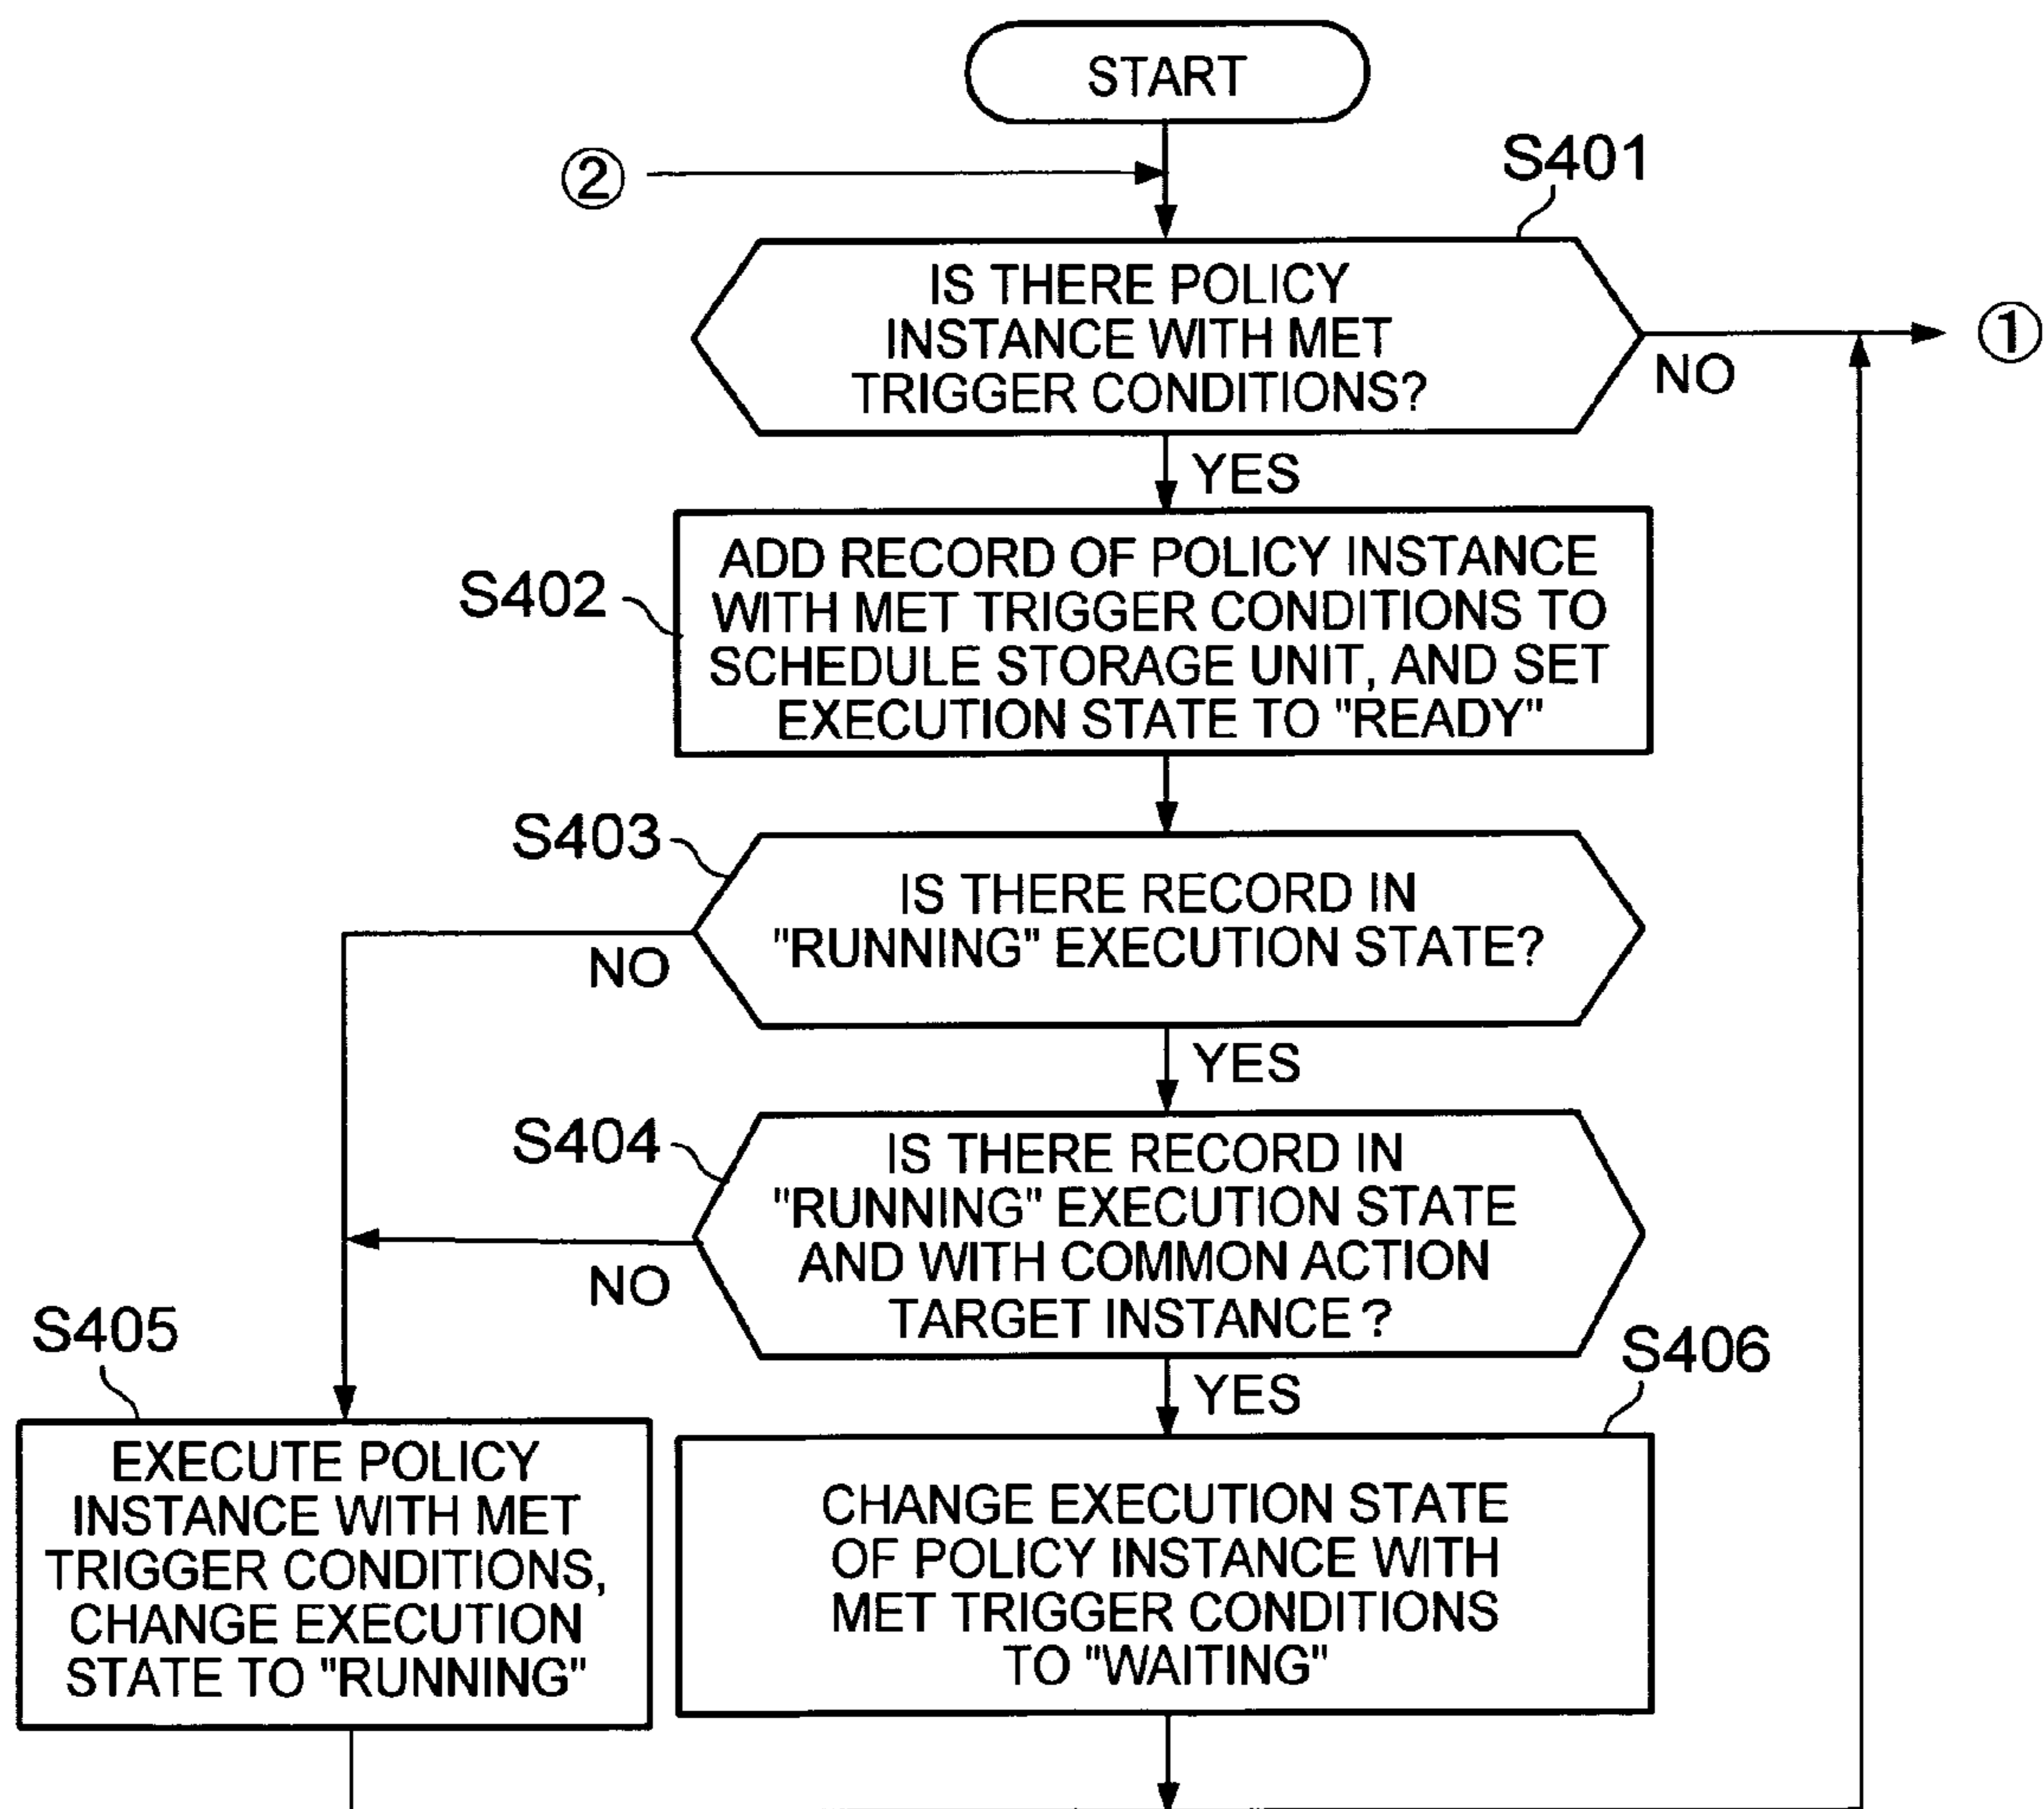 START
②
S401
IS THERE POLICY
INSTANCE WITH MET
TRIGGER CONDITIONS?
①
NO
YES
S402
ADD RECORD OF POLICY INSTANCE
WITH MET TRIGGER CONDITIONS TO
SCHEDULE STORAGE UNIT, AND SET
EXECUTION STATE TO "READY"
S403
IS THERE RECORD IN
"RUNNING" EXECUTION STATE?
NO
YES
S404
IS THERE RECORD IN
"RUNNING" EXECUTION STATE
AND WITH COMMON ACTION
TARGET INSTANCE ?
NO
YES
S405
EXECUTE POLICY
INSTANCE WITH MET
TRIGGER CONDITIONS,
CHANGE EXECUTION
STATE TO "RUNNING"
S406
CHANGE EXECUTION STATE
OF POLICY INSTANCE WITH
MET TRIGGER CONDITIONS
TO "WAITING"